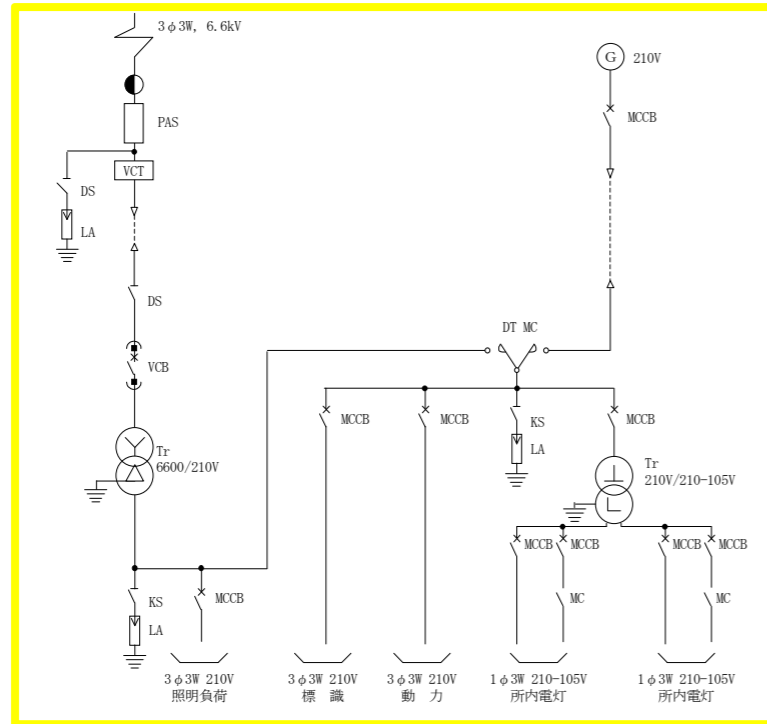 3φ3W, 6.6kV
PAS
VCT
DS
LA
DS
VCB
Tr
6600/210V
KS
LA
MCCB
3φ3W 210V
照明負荷
G 210V
MCCB
DT MC
MCCB
MCCB
KS
LA
MCCB
Tr
210V/210-105V
MCCB
MCCB
MCCB
MCCB
MC
MC
3φ3W 210V
標 識
3φ3W 210V
動 力
1φ3W 210-105V
所内電灯
1φ3W 210-105V
所内電灯